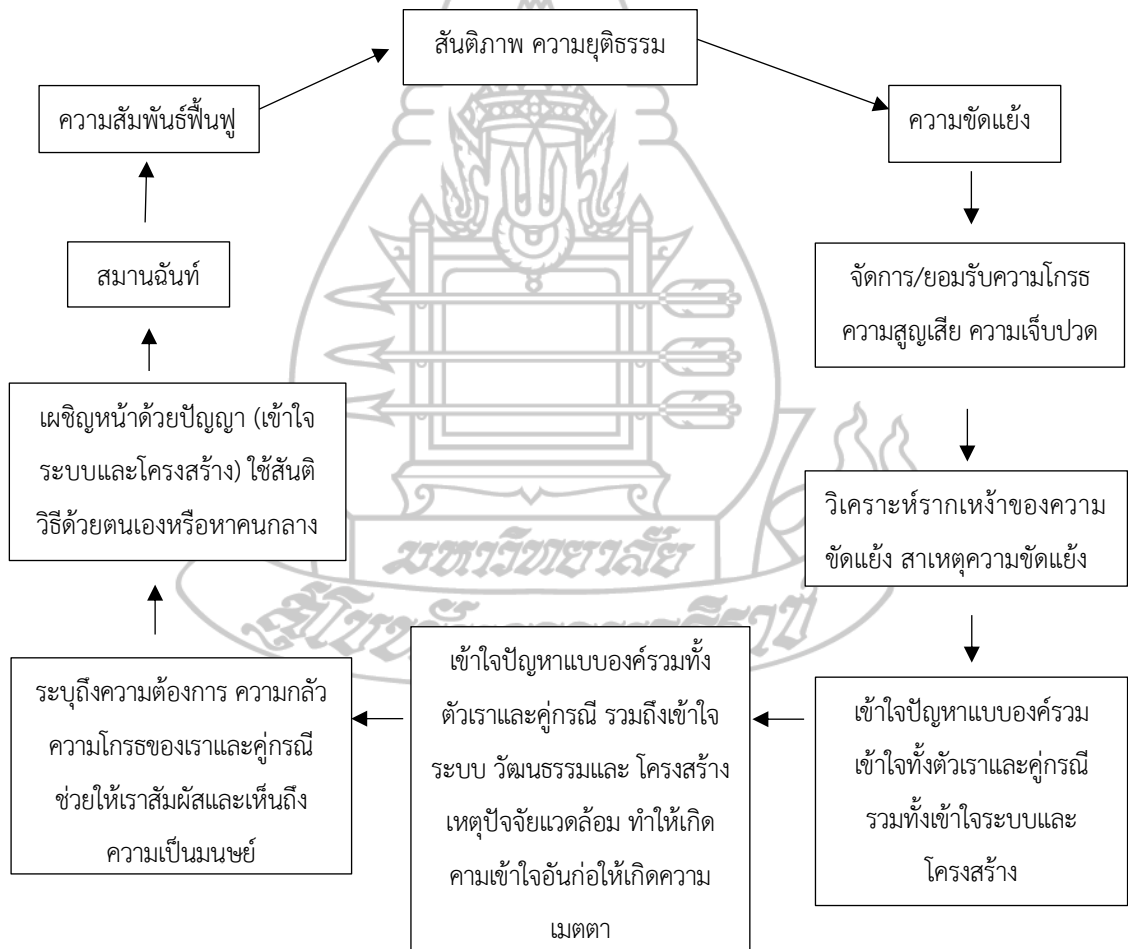 สันติภาพ ความยุติธรรม
ความสัมพันธ์ฟื้นฟู
ความขัดแย้ง
สมานฉันท์
จัดการ/ยอมรับความโกรธ
ความสูญเสีย ความเจ็บปวด
เผชิญหน้าด้วยปัญญา (เข้าใจ
ระบบและโครงสร้าง) ใช้สันติ
วิธีด้วยตนเองหรือหาคนกลาง
วิเคราะห์รากเหง้าของความ
ขัดแย้ง สาเหตุความขัดแย้ง
มหาวิทยาลัย
สุโขทัยธรรมาธิราช
ระบุถึงความต้องการ ความกลัว
ความโกรธของเราและคู่กรณี
ช่วยให้เราสัมผัสและเห็นถึง
ความเป็นมนษย์
เข้าใจปัญหาแบบองค์รวมทั้ง
ตัวเราและคู่กรณี รวมถึงเข้าใจ
ระบบ วัฒนธรรมและ โครงสร้าง
เหตุปัจจัยแวดล้อม ทำให้เกิด
คามเข้าใจอันก่อให้เกิดความ
เมตตา
เข้าใจปัญหาแบบองค์รวม
เข้าใจทั้งตัวเราและคู่กรณี
รวมทั้งเข้าใจระบบและ
โครงสร้าง